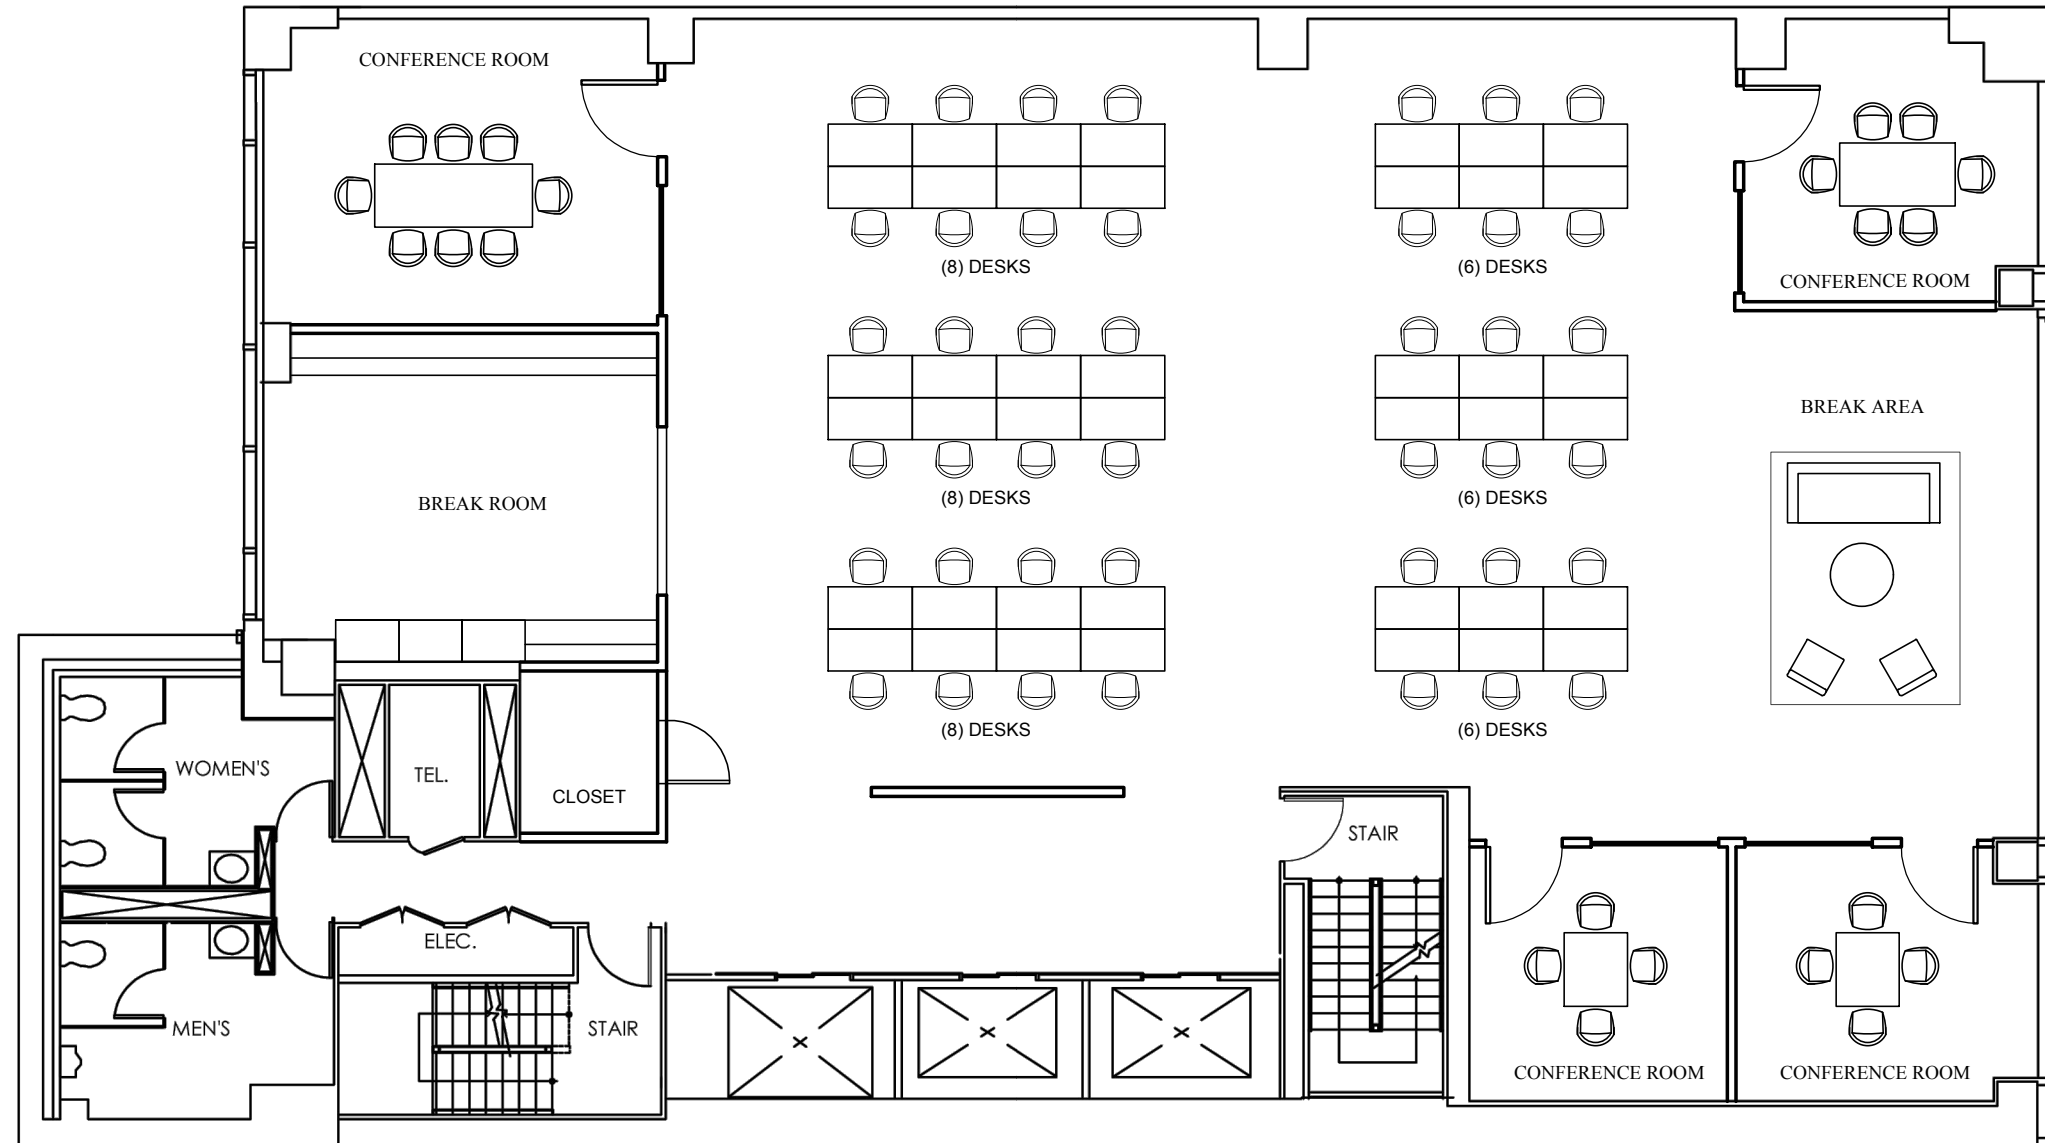 CONFERENCE ROOM
(8) DESKS
(6) DESKS
CONFERENCE ROOM
BREAK AREA
BREAK ROOM
(8) DESKS
(6) DESKS
(8) DESKS
(6) DESKS
WOMEN'S
TEL.
CLOSET
STAIR
ELEC.
MEN'S
STAIR
CONFERENCE ROOM
CONFERENCE ROOM